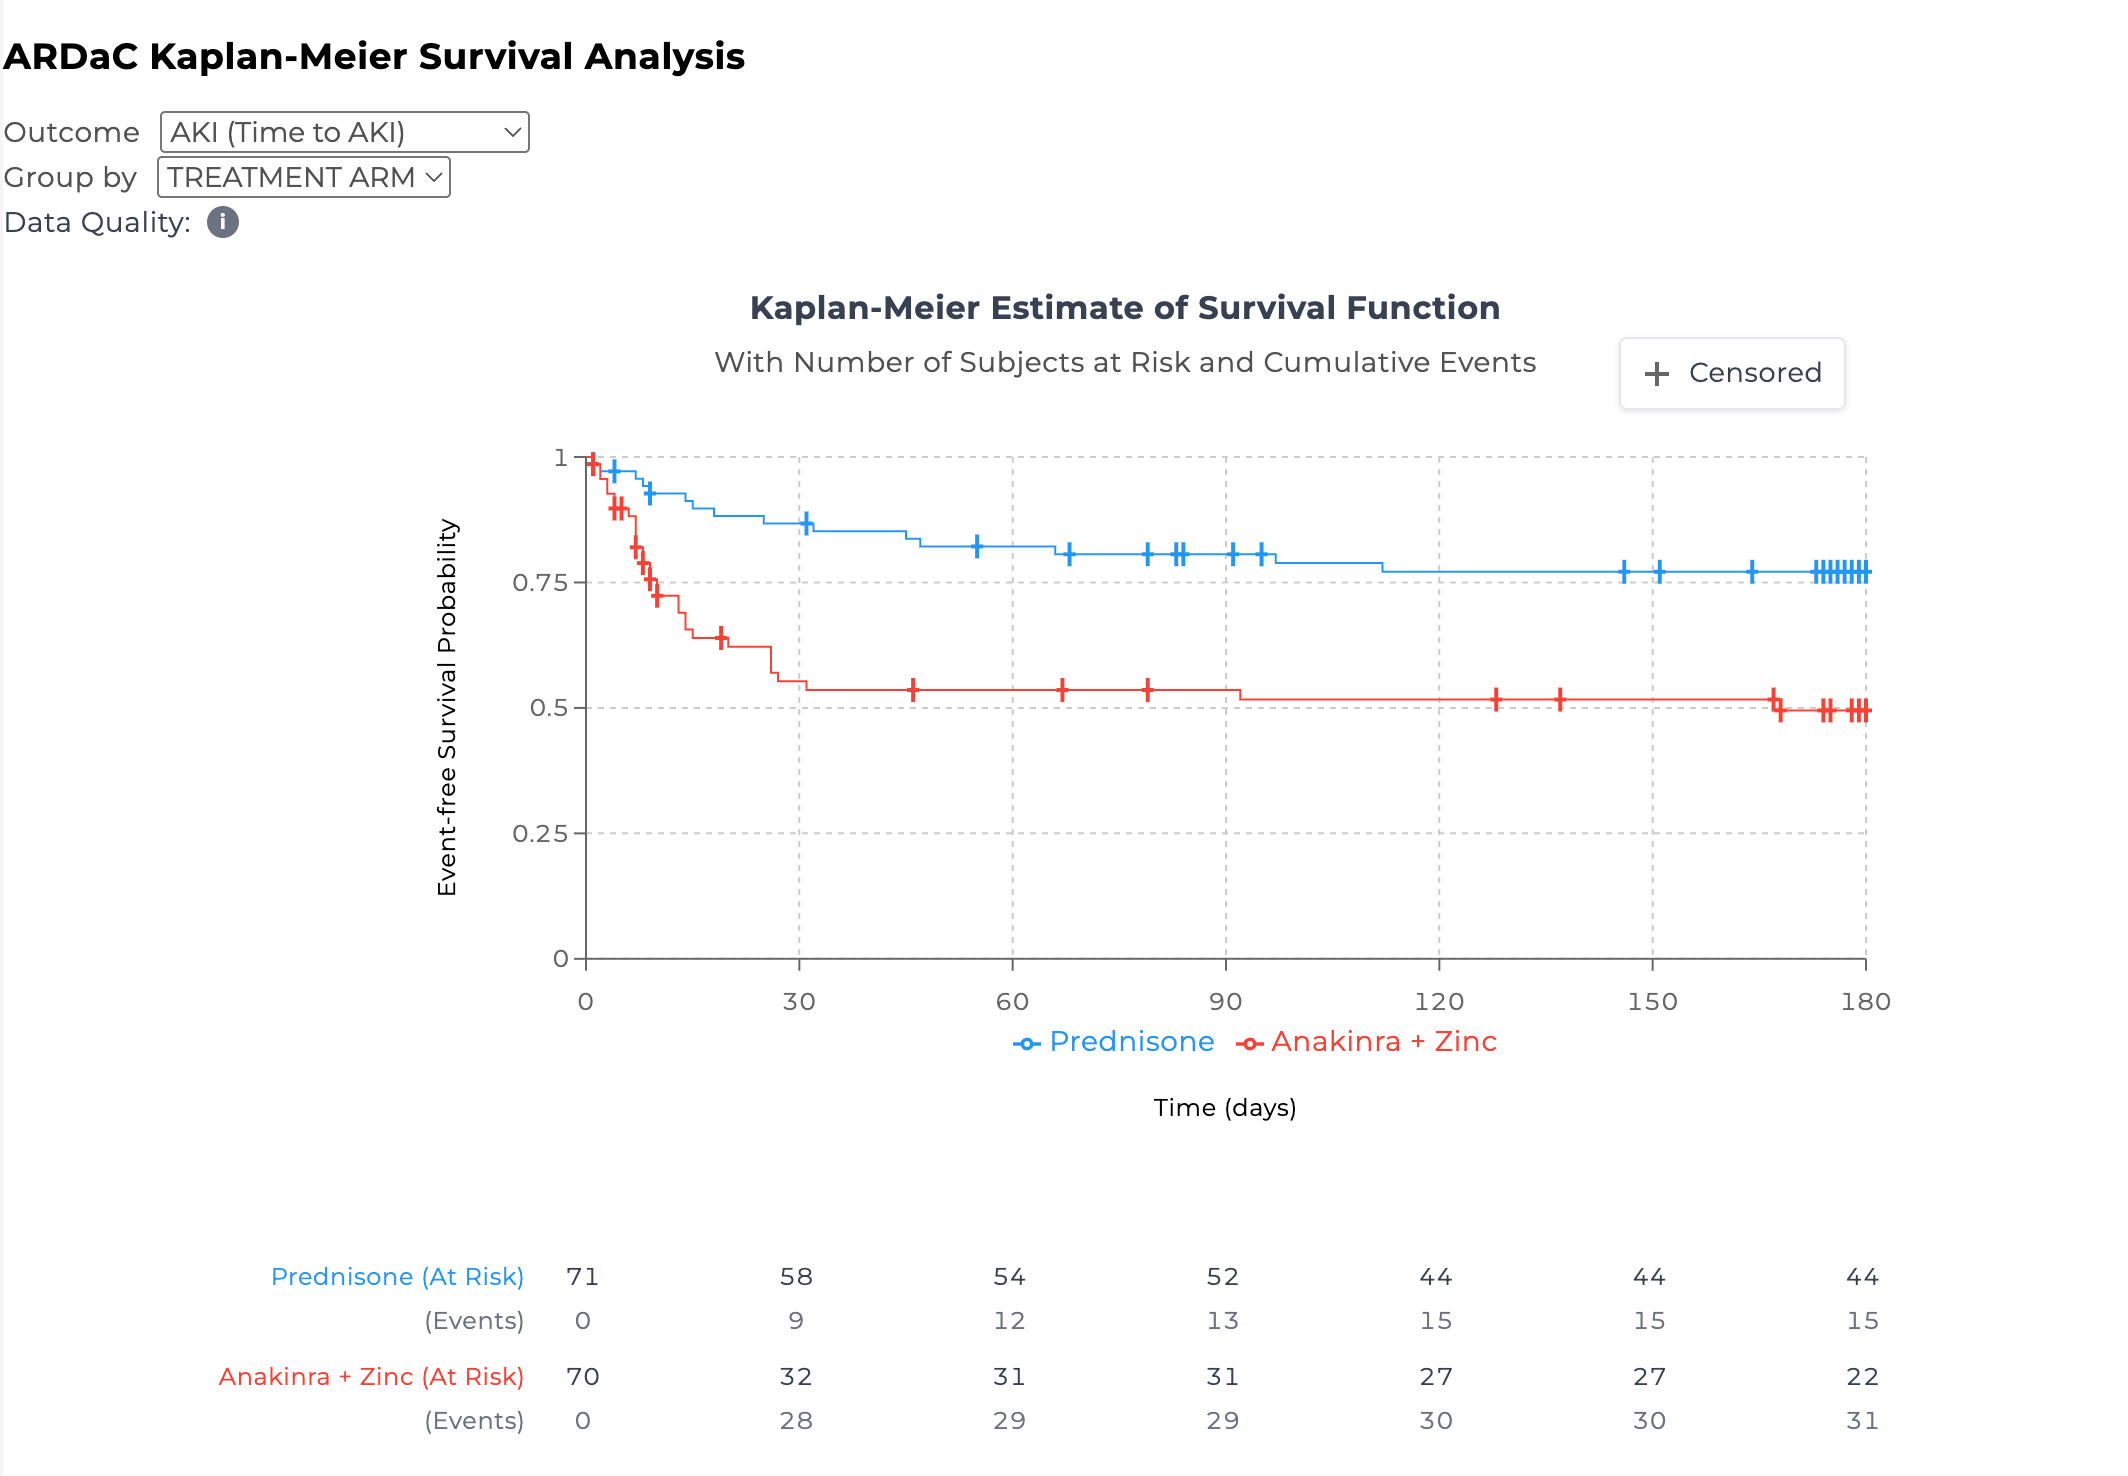 ARDaC Kaplan-Meier Survival Analysis
Outcome AKI (Time to AKI)
Group by TREATMENT ARM
Data Quality: i
Kaplan-Meier Estimate of Survival Function
With Number of Subjects at Risk and Cumulative Events
+ Censored
Event-free Survival Probability
1
0.75
0.5
0.25
0
0 30 60 90 120 150 180
Prednisone Anakinra + Zinc
Time (days)
Prednisone (At Risk) 71 58 54 52 44 44 44
(Events) 0 9 12 13 15 15 15
Anakinra + Zinc (At Risk) 70 32 31 31 27 27 22
(Events) 0 28 29 29 30 30 31